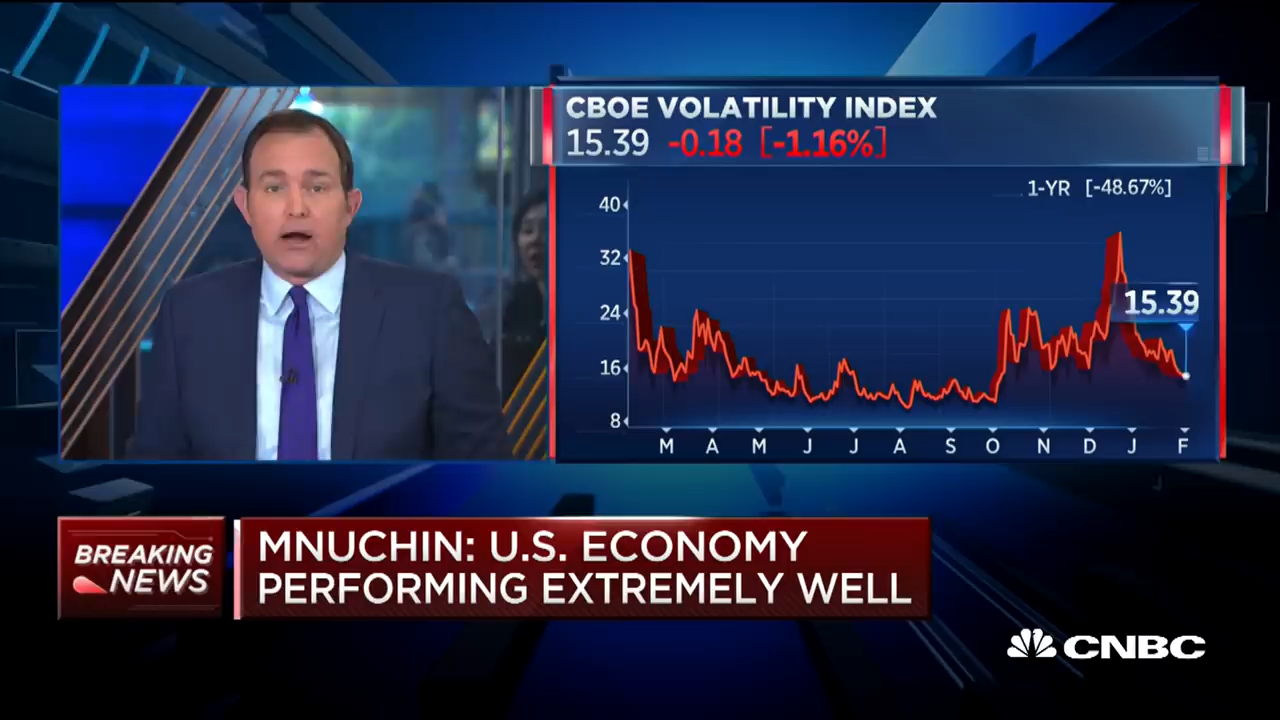 CBOE VOLATILITY INDEX
15.39 -0.18 [-1.16%]
1-YR [-48.67%]
40
32
24
16
8
15.39
M A M J J A S O N D J F
BREAKING
NEWS
MNUCHIN: U.S. ECONOMY
PERFORMING EXTREMELY WELL
CNBC